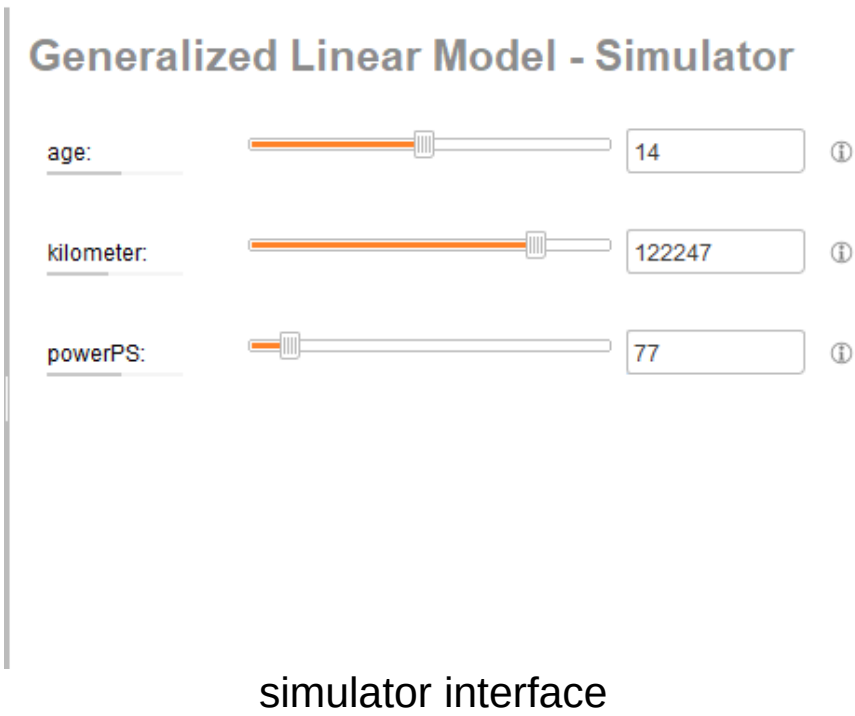 Generalized Linear Model - Simulator
age: 14
kilometer: 122247
powerPS: 77
simulator interface